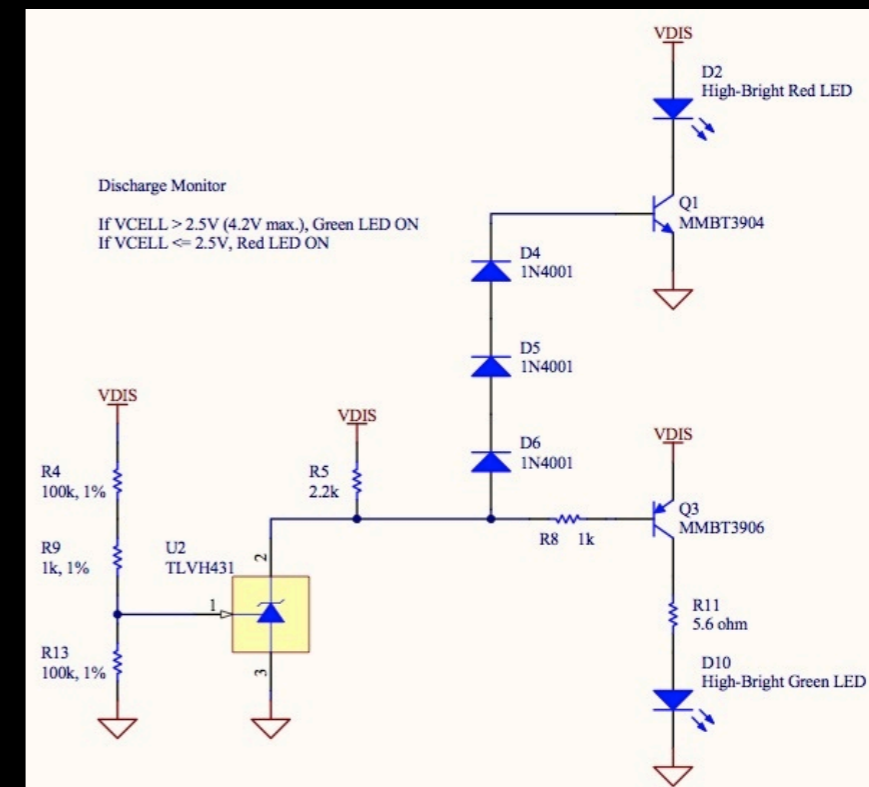 VDIS
D2
High-Bright Red LED
Discharge Monitor
If VCELL > 2.5V (4.2V max.), Green LED ON
If VCELL <= 2.5V, Red LED ON
Q1
MMBT3904
D4
1N4001
D5
1N4001
D6
1N4001
VDIS
R4
100k, 1%
R9
1k, 1%
R13
100k, 1%
U2
TLVH431
1
2
3
VDIS
R5
2.2k
R8 1k
VDIS
Q3
MMBT3906
R11
5.6 ohm
D10
High-Bright Green LED